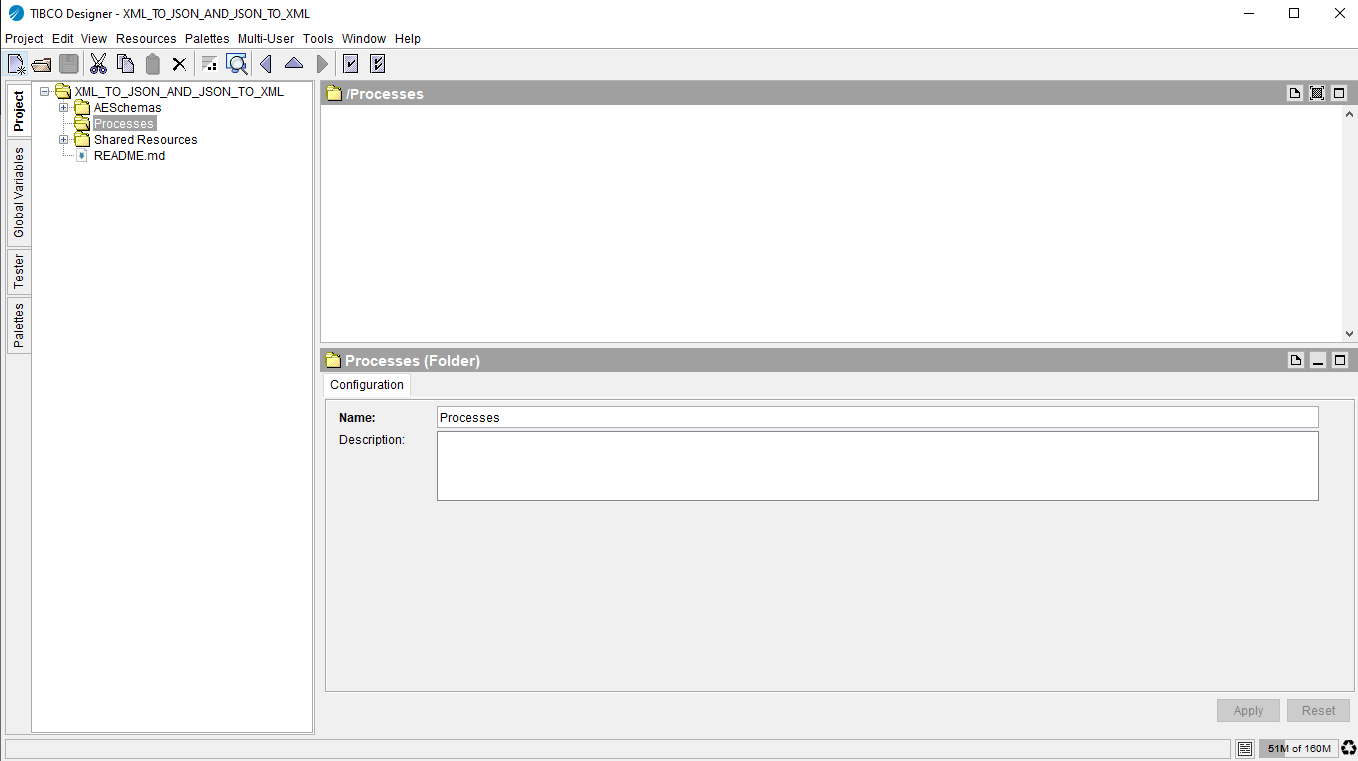 TIBCO Designer - XML_TO_JSON_AND_JSON_TO_XML
Project Edit View Resources Palettes Multi-User Tools Window Help
Project
Global Variables
Tester
Palettes
XML_TO_JSON_AND_JSON_TO_XML
AESchemas
Processes
Shared Resources
README.md
/Processes
Processes (Folder)
Configuration
Name: Processes
Description:
Apply Reset
51M of 160M